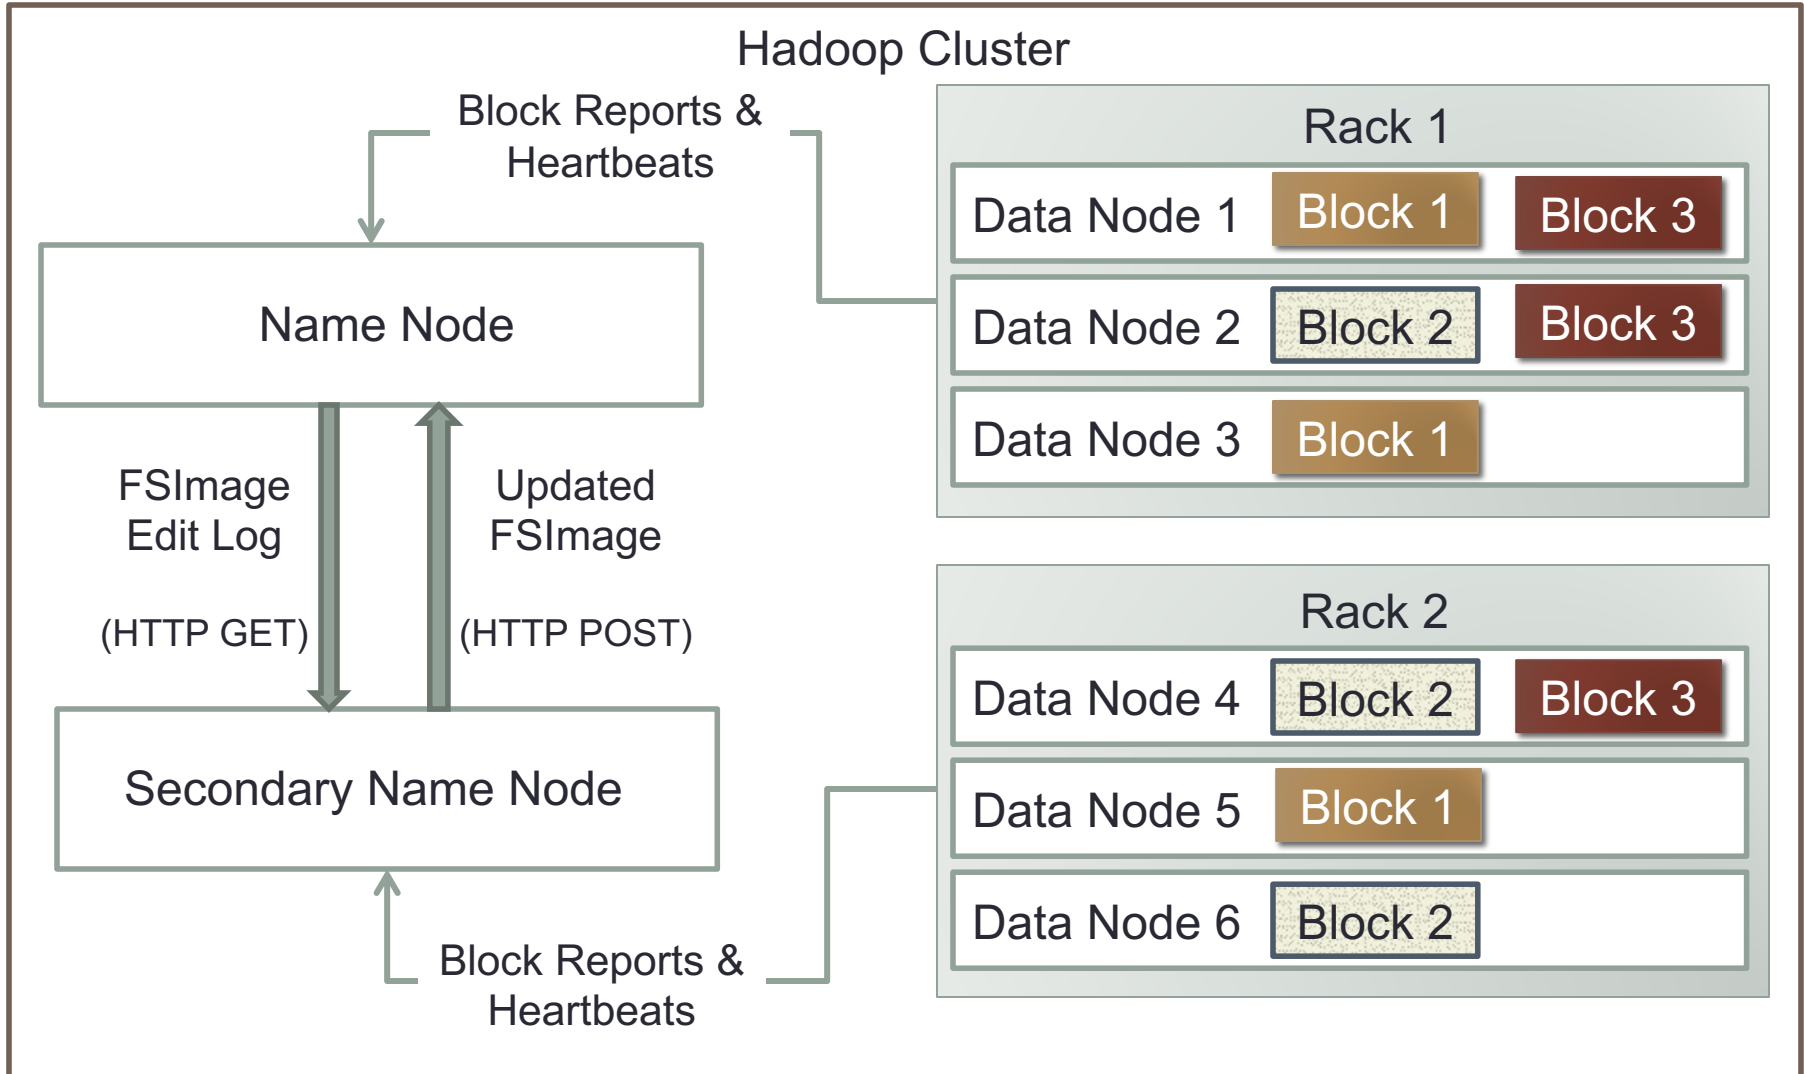 Hadoop Cluster
Block Reports &
Heartbeats
Name Node
FSImage
Edit Log
(HTTP GET)
Updated
FSImage
(HTTP POST)
Secondary Name Node
Block Reports &
Heartbeats
Rack 1
Data Node 1 Block 1 Block 3
Data Node 2 Block 2 Block 3
Data Node 3 Block 1
Rack 2
Data Node 4 Block 2 Block 3
Data Node 5 Block 1
Data Node 6 Block 2